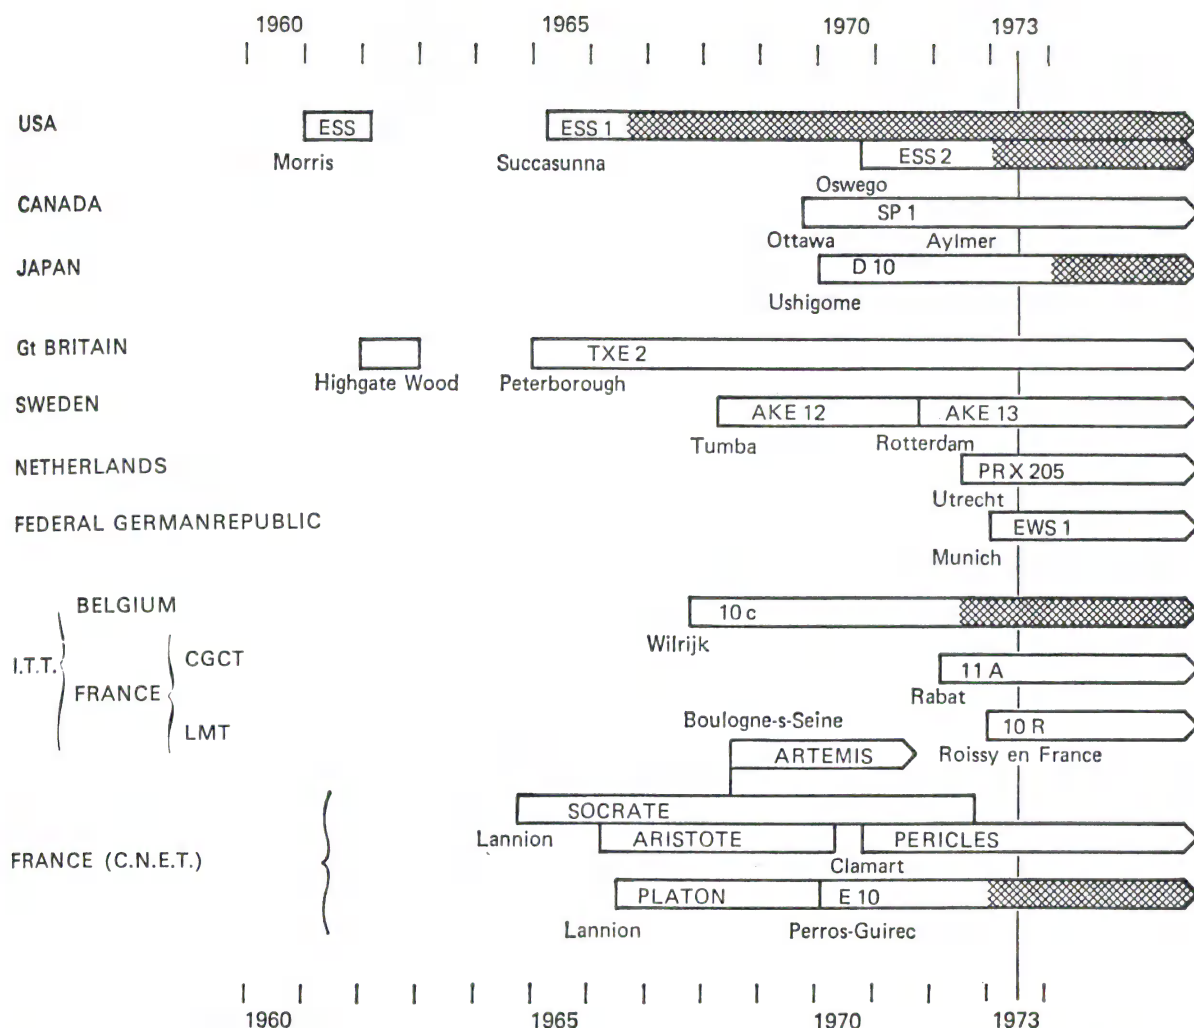 1960 1965 1970 1973
USA ESS ESS 1
Morris Succasunna ESS 2
Oswego
CANADA SP 1
Ottawa Aylmer
JAPAN D 10
Ushigome
Gt BRITAIN TXE 2
Highgate Wood Peterborough
SWEDEN AKE 12 AKE 13
Tumba Rotterdam
NETHERLANDS PRX 205
Utrecht
FEDERAL GERMANREPUBLIC EWS 1
Munich
BELGIUM 10 c
Wilrijk
I.T.T. CGCT 11 A
FRANCE Rabat
LMT Boulogne-s-Seine 10 R
ARTEMIS Roissy en France
SOCRATE
Lannion ARISTOTE PERICLES
FRANCE (C.N.E.T.) Clamart
PLATON E 10
Lannion Perros-Guirec
1960 1965 1970 1973